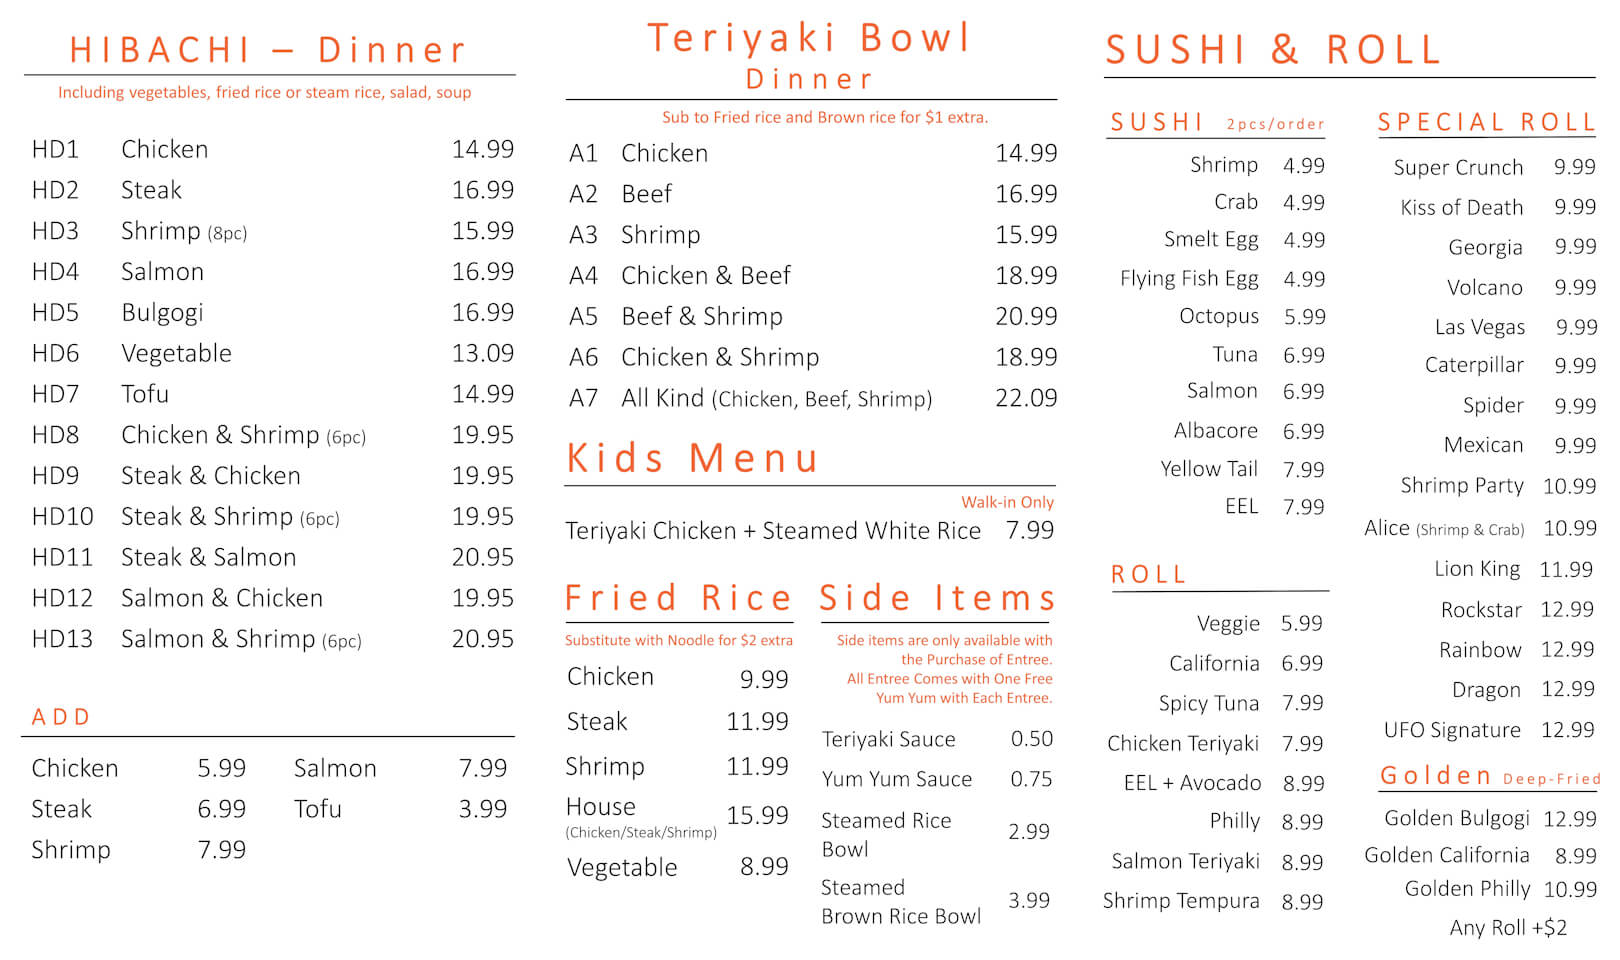 HIBACHI – Dinner
Including vegetables, fried rice or steam rice, salad, soup
HD1 Chicken 14.99
HD2 Steak 16.99
HD3 Shrimp (8pc) 15.99
HD4 Salmon 16.99
HD5 Bulgogi 16.99
HD6 Vegetable 13.09
HD7 Tofu 14.99
HD8 Chicken & Shrimp (6pc) 19.95
HD9 Steak & Chicken 19.95
HD10 Steak & Shrimp (6pc) 19.95
HD11 Steak & Salmon 20.95
HD12 Salmon & Chicken 19.95
HD13 Salmon & Shrimp (6pc) 20.95
ADD
Chicken 5.99 Salmon 7.99
Steak 6.99 Tofu 3.99
Shrimp 7.99
Teriyaki Bowl
Dinner
Sub to Fried rice and Brown rice for $1 extra.
A1 Chicken 14.99
A2 Beef 16.99
A3 Shrimp 15.99
A4 Chicken & Beef 18.99
A5 Beef & Shrimp 20.99
A6 Chicken & Shrimp 18.99
A7 All Kind (Chicken, Beef, Shrimp) 22.09
Kids Menu
Walk-in Only
Teriyaki Chicken + Steamed White Rice 7.99
Fried Rice
Substitute with Noodle for $2 extra
Chicken 9.99
Steak 11.99
Shrimp 11.99
House 15.99
(Chicken/Steak/Shrimp)
Vegetable 8.99
Side Items
Side items are only available with
the Purchase of Entree.
All Entree Comes with One Free
Yum Yum with Each Entree.
Teriyaki Sauce 0.50
Yum Yum Sauce 0.75
Steamed Rice
Bowl 2.99
Steamed
Brown Rice Bowl 3.99
SUSHI & ROLL
SUSHI 2pcs/order
Shrimp 4.99
Crab 4.99
Smelt Egg 4.99
Flying Fish Egg 4.99
Octopus 5.99
Tuna 6.99
Salmon 6.99
Albacore 6.99
Yellow Tail 7.99
EEL 7.99
ROLL
Veggie 5.99
California 6.99
Spicy Tuna 7.99
Chicken Teriyaki 7.99
EEL + Avocado 8.99
Philly 8.99
Salmon Teriyaki 8.99
Shrimp Tempura 8.99
SPECIAL ROLL
Super Crunch 9.99
Kiss of Death 9.99
Georgia 9.99
Volcano 9.99
Las Vegas 9.99
Caterpillar 9.99
Spider 9.99
Mexican 9.99
Shrimp Party 10.99
Alice (Shrimp & Crab) 10.99
Lion King 11.99
Rockstar 12.99
Rainbow 12.99
Dragon 12.99
UFO Signature 12.99
Golden Deep-Fried
Golden Bulgogi 12.99
Golden California 8.99
Golden Philly 10.99
Any Roll +$2